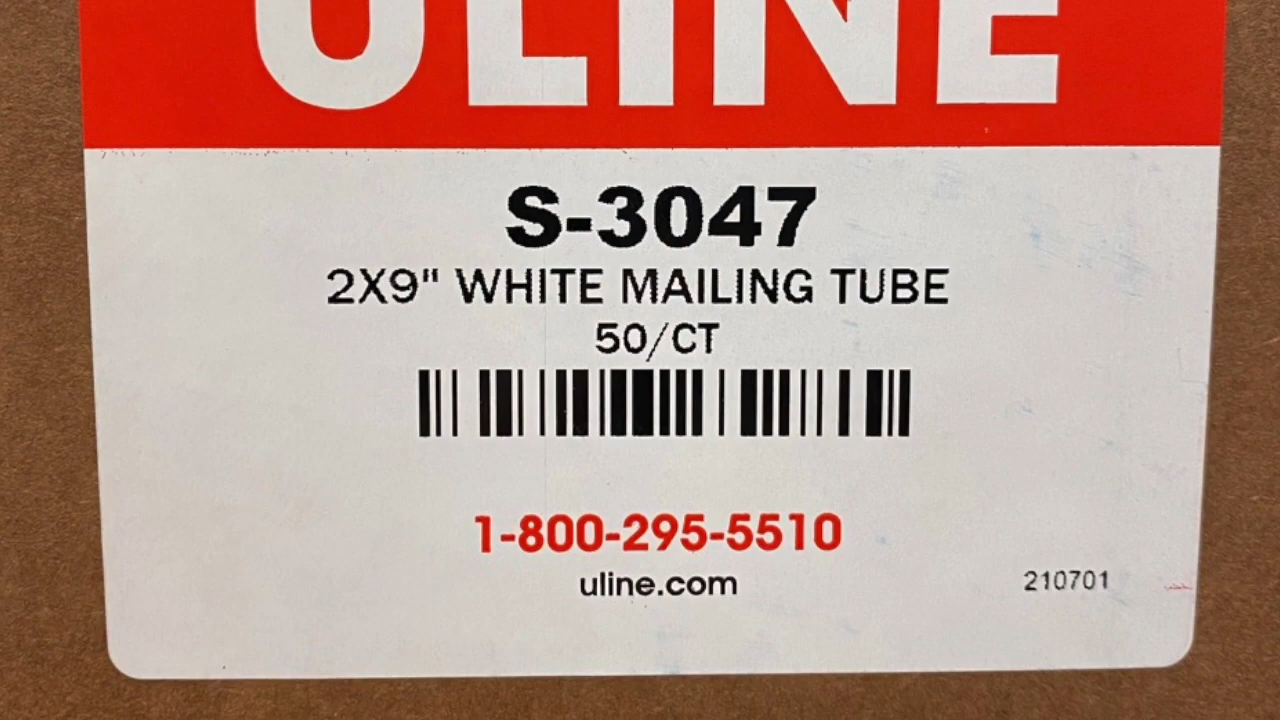 ULINE
S-3047
2X9" WHITE MAILING TUBE
50/CT
1-800-295-5510
uline.com
210701